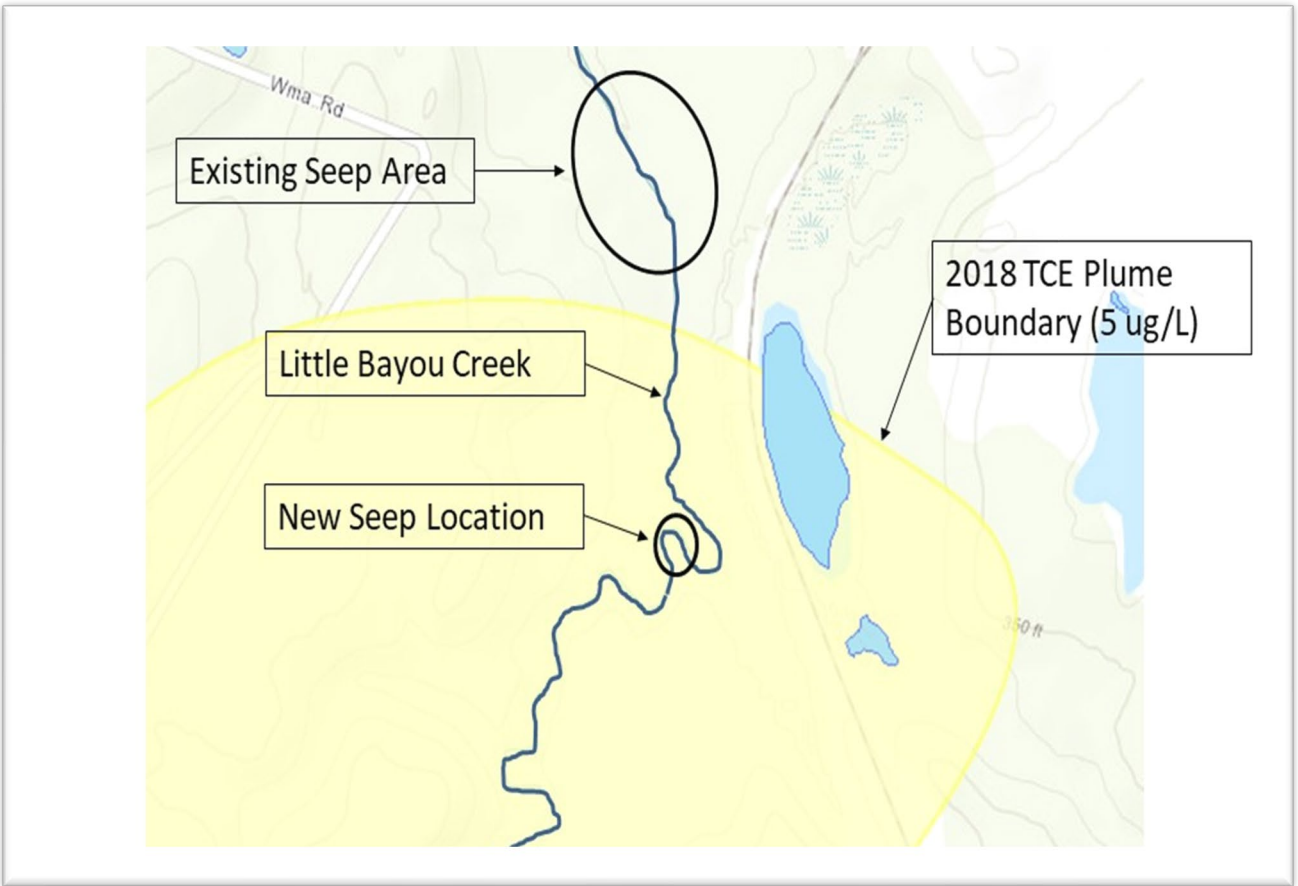 Wma Rd
Existing Seep Area
2018 TCE Plume
Boundary (5 ug/L)
Little Bayou Creek
New Seep Location
350 ft